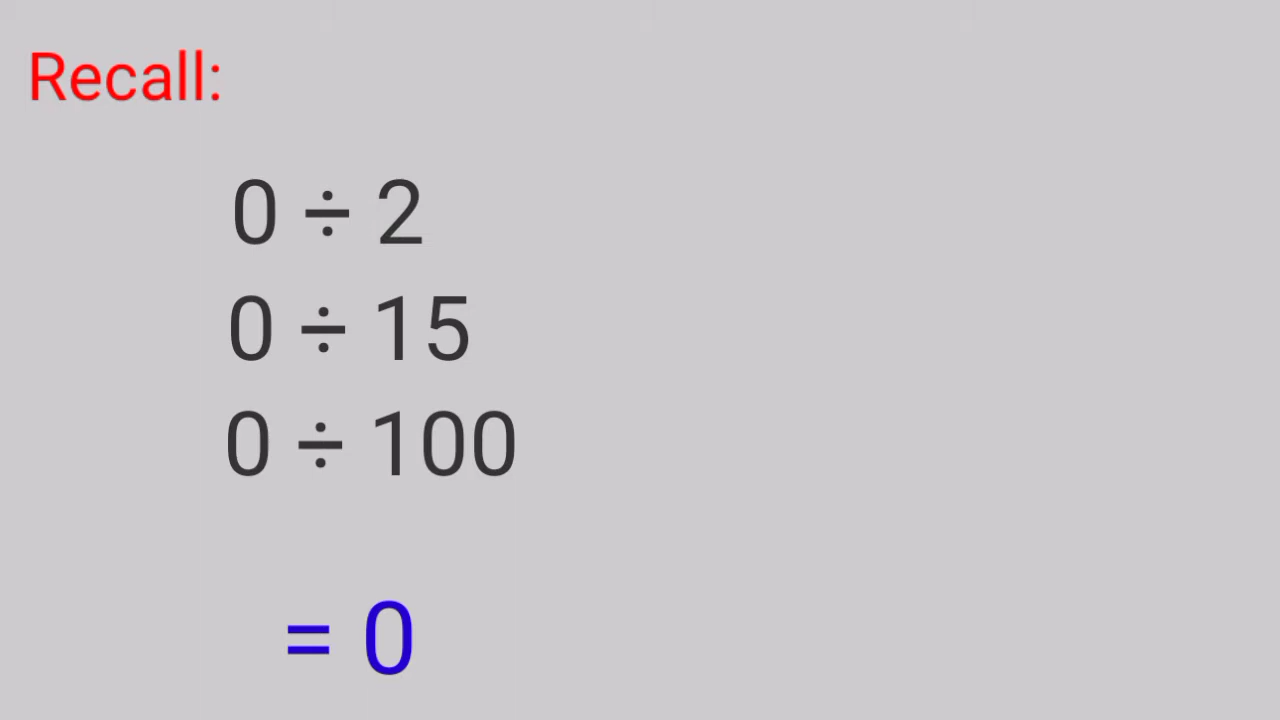 Recall:
0 ÷ 2
0 ÷ 15
0 ÷ 100
= 0